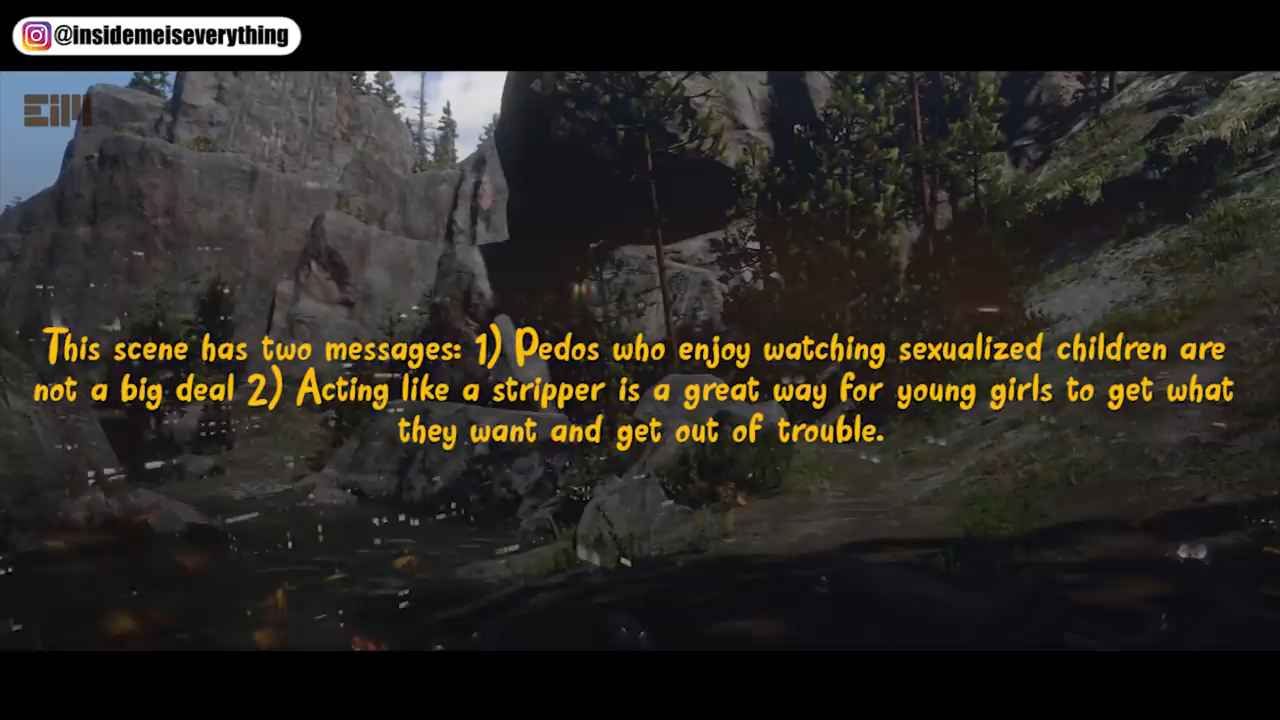 @insidemeiseverything
Ei14
This scene has two messages: 1) Pedos who enjoy watching sexualized children are
not a big deal 2) Acting like a stripper is a great way for young girls to get what
they want and get out of trouble.